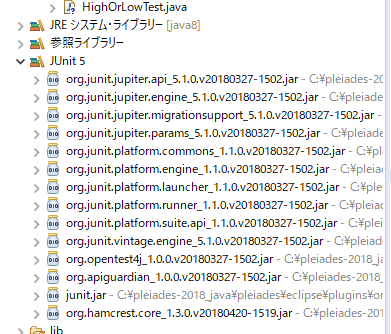 HighOrLowTest.java
JRE システム・ライブラリー [java8]
参照ライブラリー
JUnit 5
org.junit.jupiter.api_5.1.0.v20180327-1502.jar - C:¥pleiades-20
org.junit.jupiter.engine_5.1.0.v20180327-1502.jar - C:¥pleiade
org.junit.jupiter.migrationsupport_5.1.0.v20180327-1502.jar
org.junit.jupiter.params_5.1.0.v20180327-1502.jar - C:¥pleiad
org.junit.platform.commons_1.1.0.v20180327-1502.jar - C:¥ple
org.junit.platform.engine_1.1.0.v20180327-1502.jar - C:¥pleiad
org.junit.platform.launcher_1.1.0.v20180327-1502.jar - C:¥plei
org.junit.platform.runner_1.1.0.v20180327-1502.jar - C:¥pleiad
org.junit.platform.suite.api_1.1.0.v20180327-1502.jar - C:¥plei
org.junit.vintage.engine_5.1.0.v20180327-1502.jar - C:¥pleiad
org.opentest4j_1.0.0.v20180327-1502.jar - C:¥pleiades-2018_j
org.apiguardian_1.0.0.v20180327-1502.jar - C:¥pleiades-2018_
junit.jar - C:¥pleiades-2018_java¥pleiades¥eclipse¥plugins¥or
org.hamcrest.core_1.3.0.v20180420-1519.jar - C:¥pleiades-201
lib